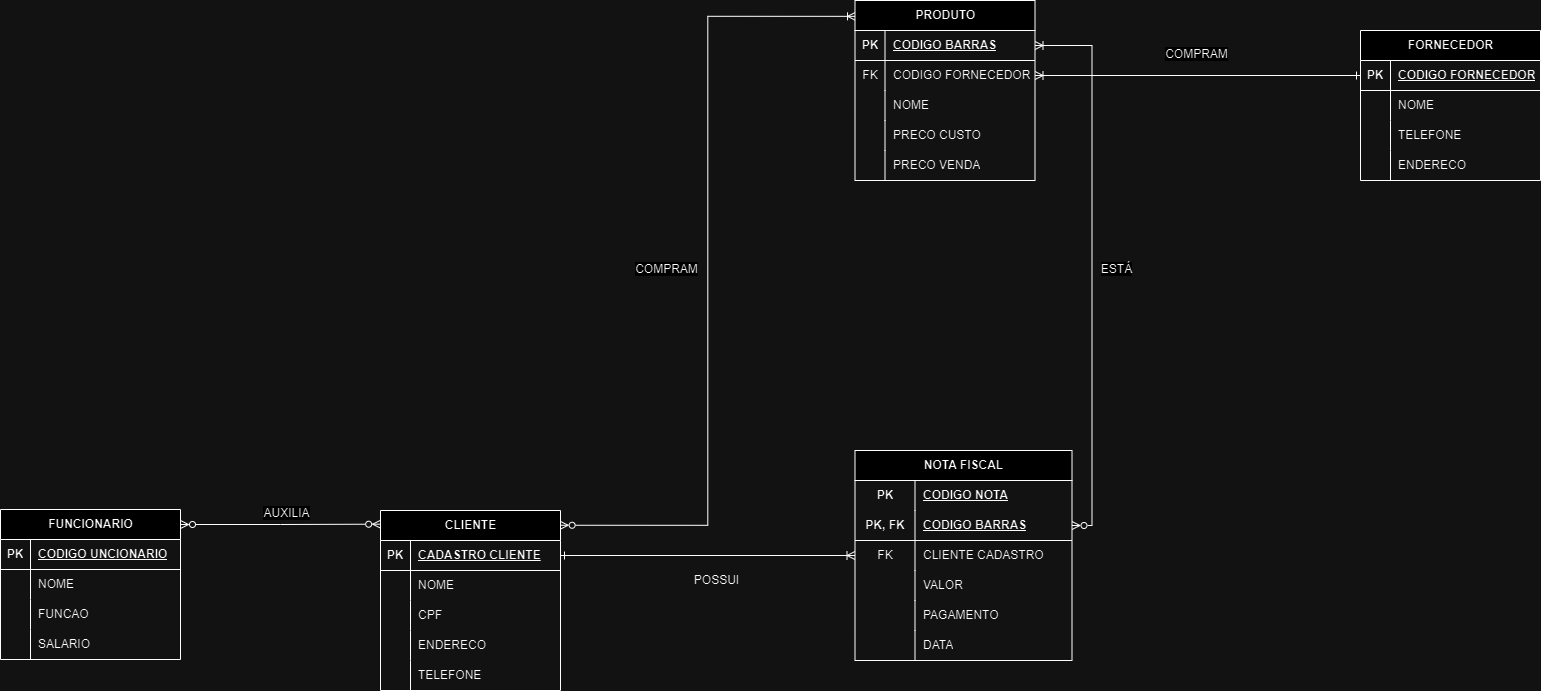 PRODUTO
PK CODIGO BARRAS
FK CODIGO FORNECEDOR
NOME
PRECO CUSTO
PRECO VENDA
COMPRAM
FORNECEDOR
PK CODIGO FORNECEDOR
NOME
TELEFONE
ENDERECO
COMPRAM
ESTÁ
FUNCIONARIO
PK CODIGO UNCIONARIO
NOME
FUNCAO
SALARIO
AUXILIA
CLIENTE
PK CADASTRO CLIENTE
NOME
CPF
ENDERECO
TELEFONE
POSSUI
NOTA FISCAL
PK CODIGO NOTA
PK, FK CODIGO BARRAS
FK CLIENTE CADASTRO
VALOR
PAGAMENTO
DATA